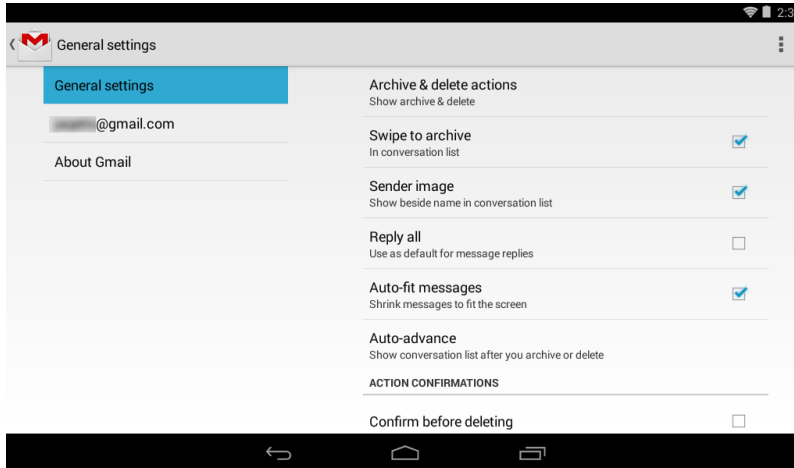 2:3
General settings
General settings
@gmail.com
About Gmail
Archive & delete actions
Show archive & delete
Swipe to archive
In conversation list
Sender image
Show beside name in conversation list
Reply all
Use as default for message replies
Auto-fit messages
Shrink messages to fit the screen
Auto-advance
Show conversation list after you archive or delete
ACTION CONFIRMATIONS
Confirm before deleting